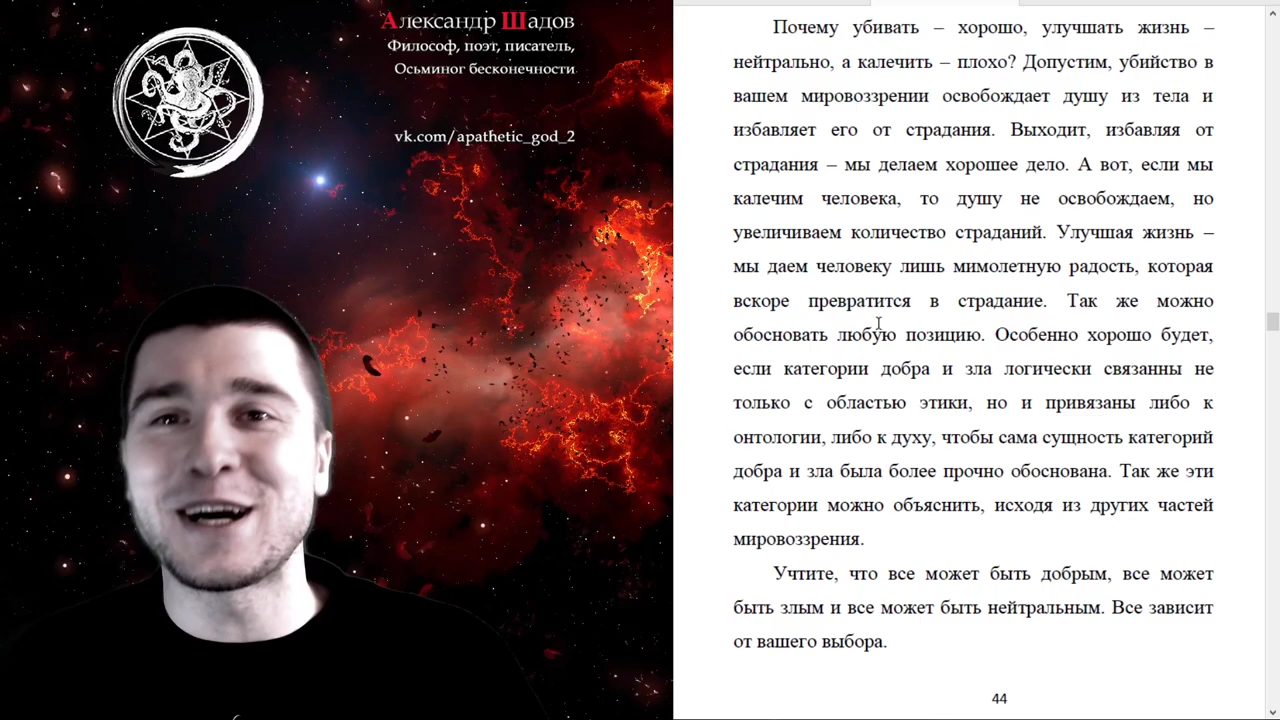 Александр Шадов
Философ, поэт, писатель,
Осьминог бесконечности
vk.com/apathetic_god_2
Почему убивать – хорошо, улучшать жизнь –
нейтрально, а калечить – плохо? Допустим, убийство в
вашем мировоззрении освобождает душу из тела и
избавляет его от страдания. Выходит, избавляя от
страдания – мы делаем хорошее дело. А вот, если мы
калечим человека, то душу не освобождаем, но
увеличиваем количество страданий. Улучшая жизнь –
мы даем человеку лишь мимолетную радость, которая
вскоре превратится в страдание. Так же можно
обосновать любую позицию. Особенно хорошо будет,
если категории добра и зла логически связанны не
только с областью этики, но и привязаны либо к
онтологии, либо к духу, чтобы сама сущность категорий
добра и зла была более прочно обоснована. Так же эти
категории можно объяснить, исходя из других частей
мировоззрения.
Учтите, что все может быть добрым, все может
быть злым и все может быть нейтральным. Все зависит
от вашего выбора.
44